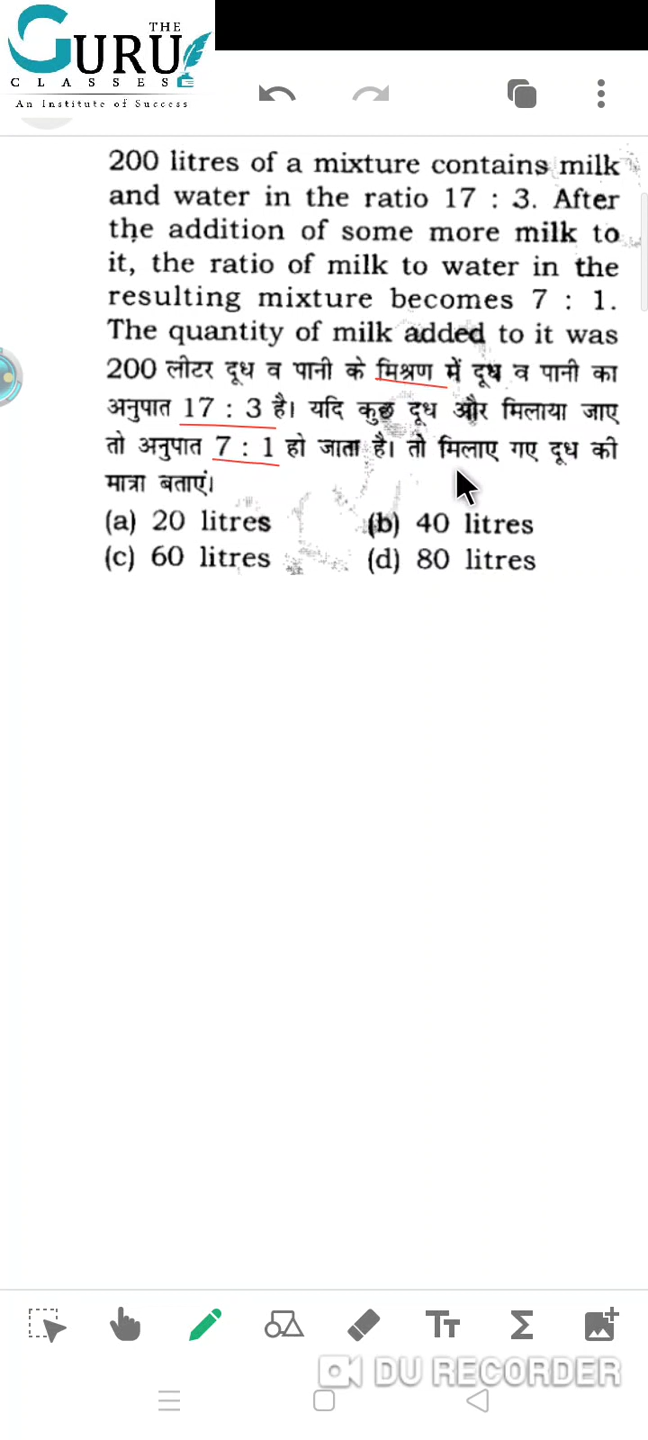 THE
GURU
CLASSES
An Institute of Success
200 litres of a mixture contains milk
and water in the ratio 17 : 3. After
the addition of some more milk to
it, the ratio of milk to water in the
resulting mixture becomes 7 : 1.
The quantity of milk added to it was
200 लीटर दूध व पानी के मिश्रण में दूध व पानी का
अनुपात 17 : 3 है। यदि कुछ दूध और मिलाया जाए
तो अनुपात 7 : 1 हो जाता है। तो मिलाए गए दूध की
मात्रा बताएं।
(a) 20 litres (b) 40 litres
(c) 60 litres (d) 80 litres
Tт Σ
DU RECORDER